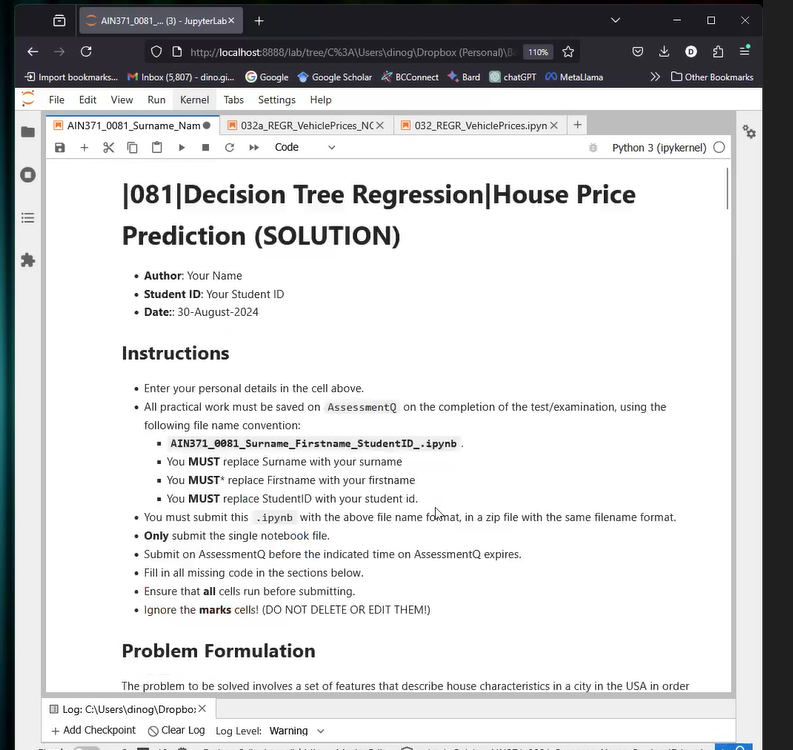 AIN371_0081_... (3) - JupyterLab
http://localhost:8888/lab/tree/C%3A\Users\dinog\Dropbox (Personal)\B
110%
Import bookmarks...
Inbox (5,807) - dino.gi...
Google
Google Scholar
BCConnect
Bard
chatGPT
MetaLlama
Other Bookmarks
File Edit View Run Kernel Tabs Settings Help
AIN371_0081_Surname_Nam
032a_REGR_VehiclePrices_NC
032_REGR_VehiclePrices.ipyn
Code
Python 3 (ipykernel)
|081|Decision Tree Regression|House Price
Prediction (SOLUTION)
Author: Your Name
Student ID: Your Student ID
Date:: 30-August-2024
Instructions
Enter your personal details in the cell above.
All practical work must be saved on AssessmentQ on the completion of the test/examination, using the
following file name convention:
AIN371_0081_Surname_Firstname_StudentID_.ipynb .
You MUST replace Surname with your surname
You MUST* replace Firstname with your firstname
You MUST replace StudentID with your student id.
You must submit this .ipynb with the above file name format, in a zip file with the same filename format.
Only submit the single notebook file.
Submit on AssessmentQ before the indicated time on AssessmentQ expires.
Fill in all missing code in the sections below.
Ensure that all cells run before submitting.
Ignore the marks cells! (DO NOT DELETE OR EDIT THEM!)
Problem Formulation
The problem to be solved involves a set of features that describe house characteristics in a city in the USA in order
Log: C:\Users\dinog\Dropbo:
Add Checkpoint
Clear Log
Log Level: Warning